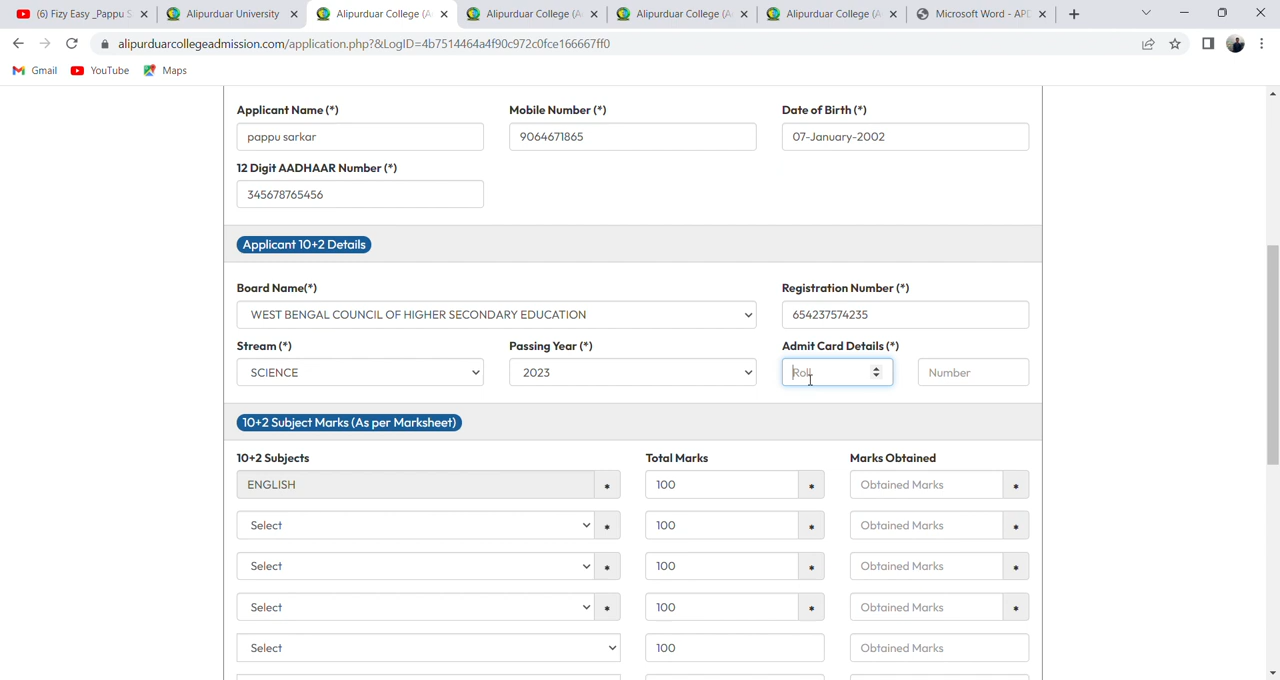 (6) Fizy Easy _Pappu S
Alipurduar University
Alipurduar College (A
Alipurduar College (A
Alipurduar College (A
Alipurduar College (A
Microsoft Word - APD
alipurduarcollegeadmission.com/application.php?&LogID=4b7514464a4f90c972c0fce166667ff0
Gmail YouTube Maps
Applicant Name (*) Mobile Number (*) Date of Birth (*)
pappu sarkar 9064671865 07-January-2002
12 Digit AADHAAR Number (*)
345678765456
Applicant 10+2 Details
Board Name(*) Registration Number (*)
WEST BENGAL COUNCIL OF HIGHER SECONDARY EDUCATION 654237574235
Stream (*) Passing Year (*) Admit Card Details (*)
SCIENCE 2023 Roll Number
10+2 Subject Marks (As per Marksheet)
10+2 Subjects Total Marks Marks Obtained
ENGLISH * 100 * Obtained Marks *
Select * 100 * Obtained Marks *
Select * 100 * Obtained Marks *
Select * 100 * Obtained Marks *
Select 100 Obtained Marks